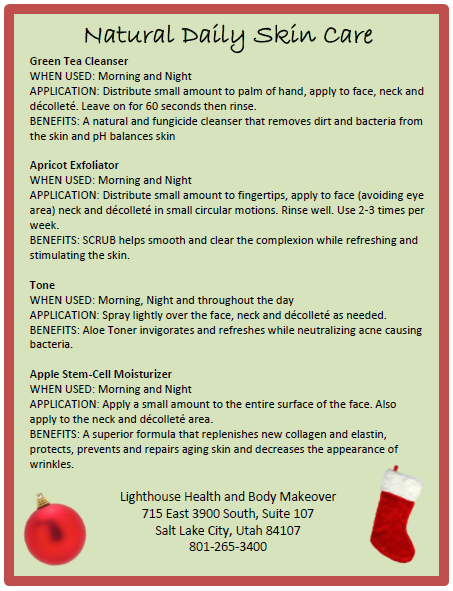 Natural Daily Skin Care
Green Tea Cleanser
WHEN USED: Morning and Night
APPLICATION: Distribute small amount to palm of hand, apply to face, neck and
décolleté. Leave on for 60 seconds then rinse.
BENEFITS: A natural and fungicide cleanser that removes dirt and bacteria from
the skin and pH balances skin
Apricot Exfoliator
WHEN USED: Morning and Night
APPLICATION: Distribute small amount to fingertips, apply to face (avoiding eye
area) neck and décolleté in small circular motions. Rinse well. Use 2-3 times per
week.
BENEFITS: SCRUB helps smooth and clear the complexion while refreshing and
stimulating the skin.
Tone
WHEN USED: Morning, Night and throughout the day
APPLICATION: Spray lightly over the face, neck and décolleté as needed.
BENEFITS: Aloe Toner invigorates and refreshes while neutralizing acne causing
bacteria.
Apple Stem-Cell Moisturizer
WHEN USED: Morning and Night
APPLICATION: Apply a small amount to the entire surface of the face. Also
apply to the neck and décolleté area.
BENEFITS: A superior formula that replenishes new collagen and elastin,
protects, prevents and repairs aging skin and decreases the appearance of
wrinkles.
Lighthouse Health and Body Makeover
715 East 3900 South, Suite 107
Salt Lake City, Utah 84107
801-265-3400